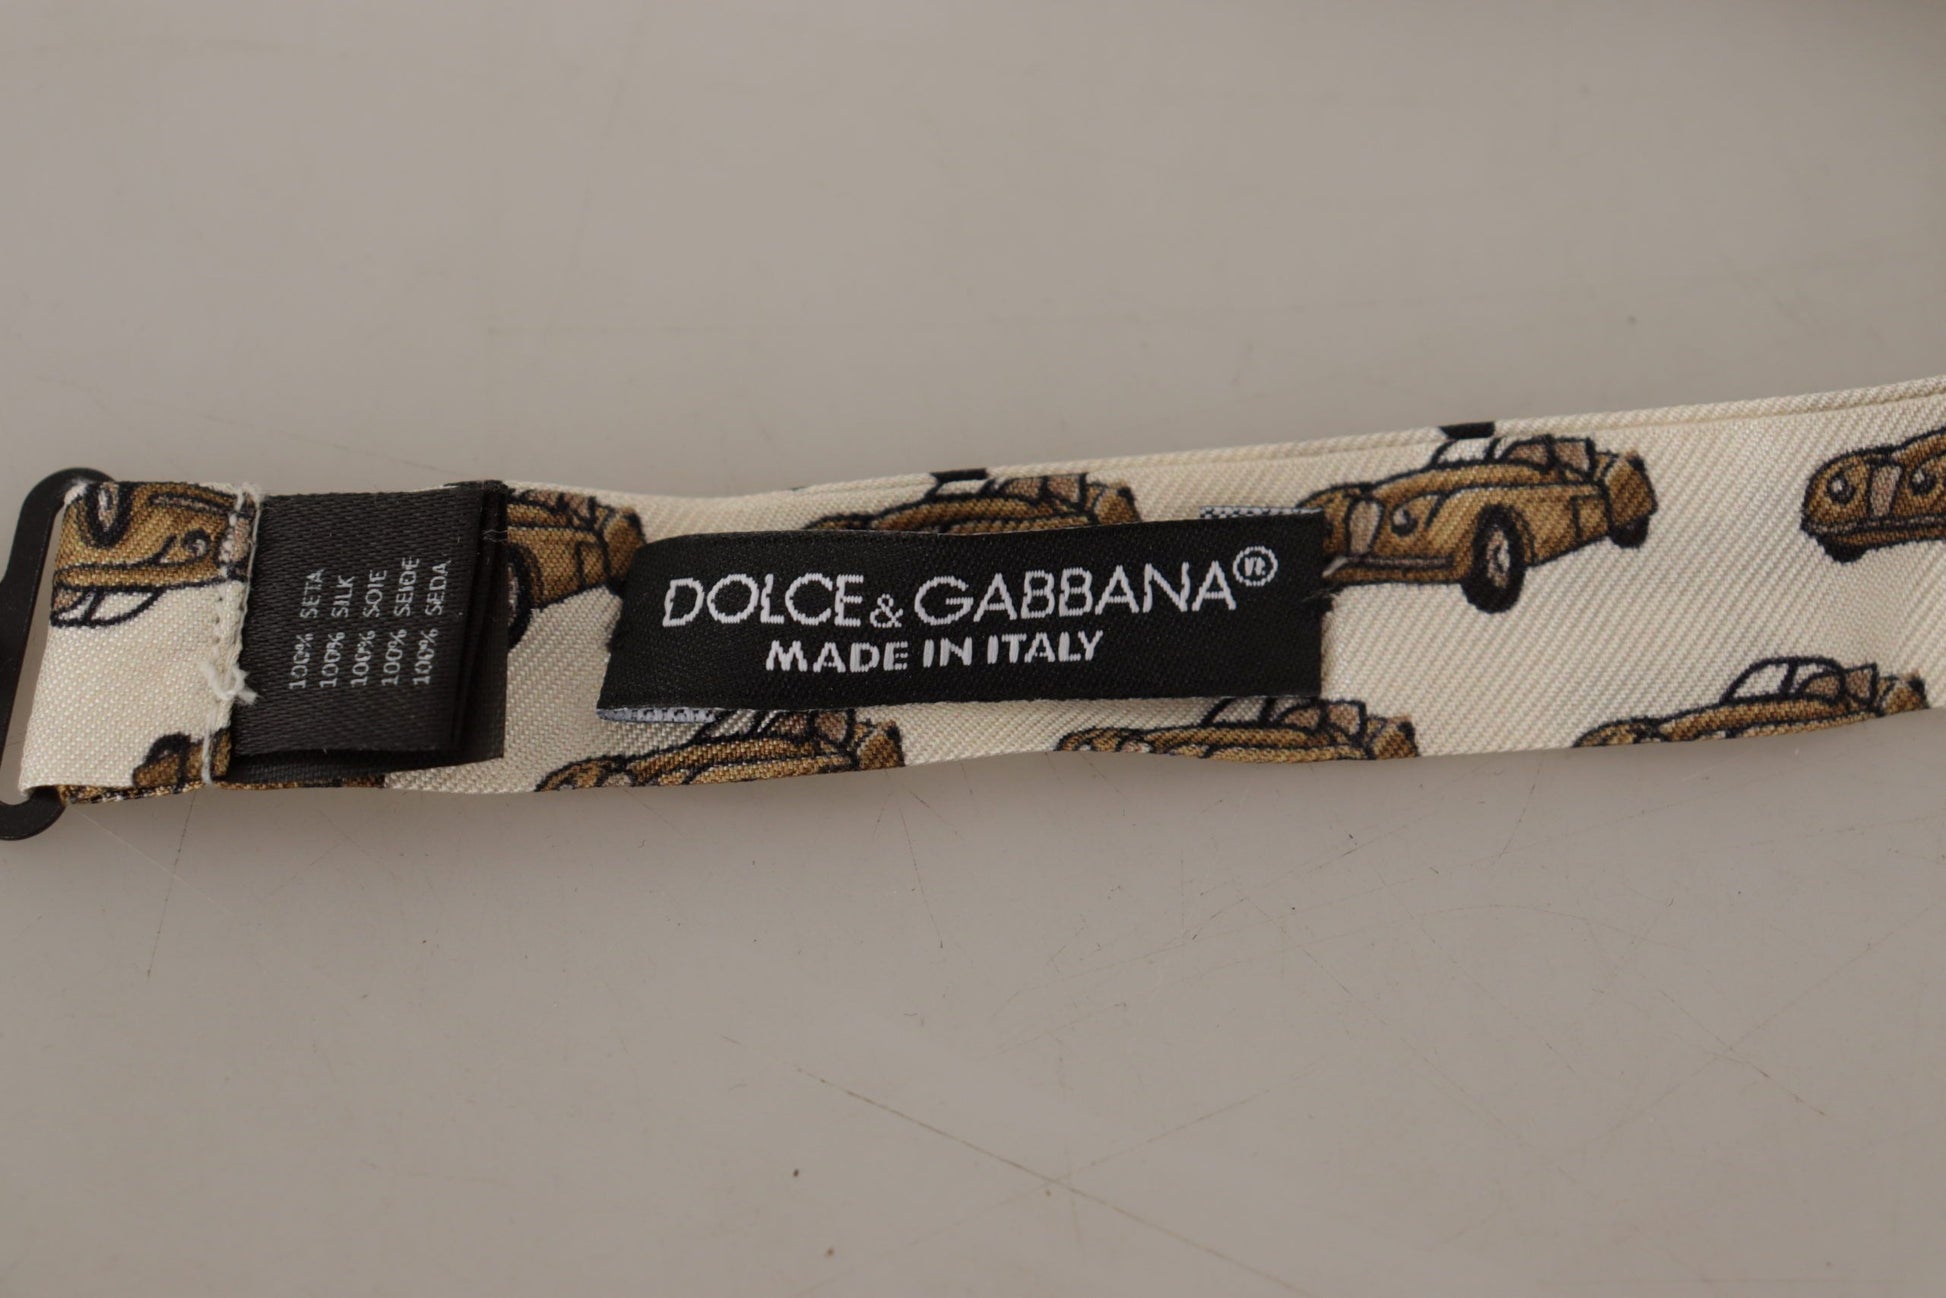 100% SETA
100% SILK
100% SOIE
100% SEIDE
100% SEDA
DOLCE & GABBANA®
MADE IN ITALY